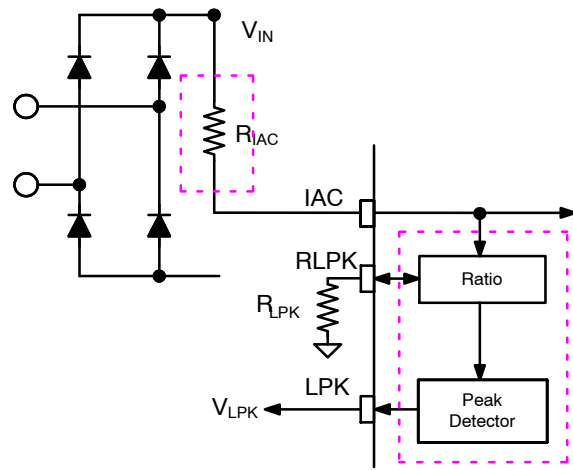 VIN
RIAC
IAC
RLPK
Ratio
RLPK
LPK
Peak
Detector
VLPK